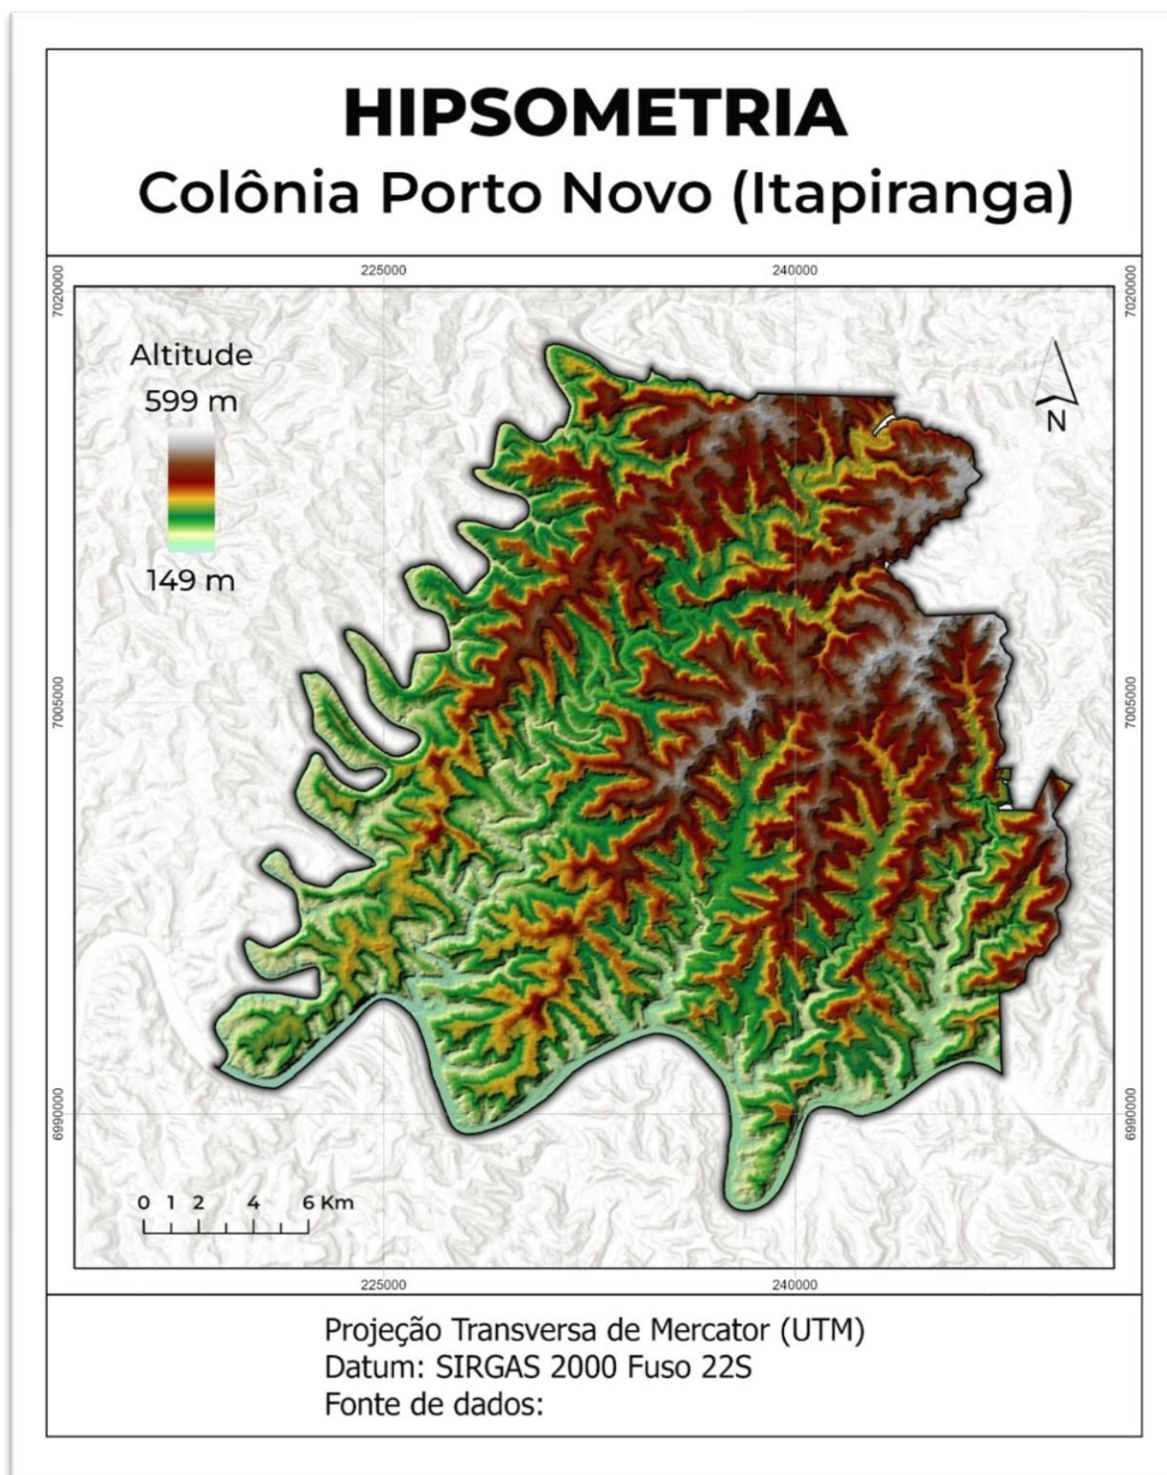 HIPSOMETRIA
Colônia Porto Novo (Itapiranga)
225000 240000
7020000 7020000
Altitude
599 m
149 m
N
7005000 7005000
6990000 6990000
0 1 2 4 6 Km
225000 240000
Projeção Transversa de Mercator (UTM)
Datum: SIRGAS 2000 Fuso 22S
Fonte de dados: